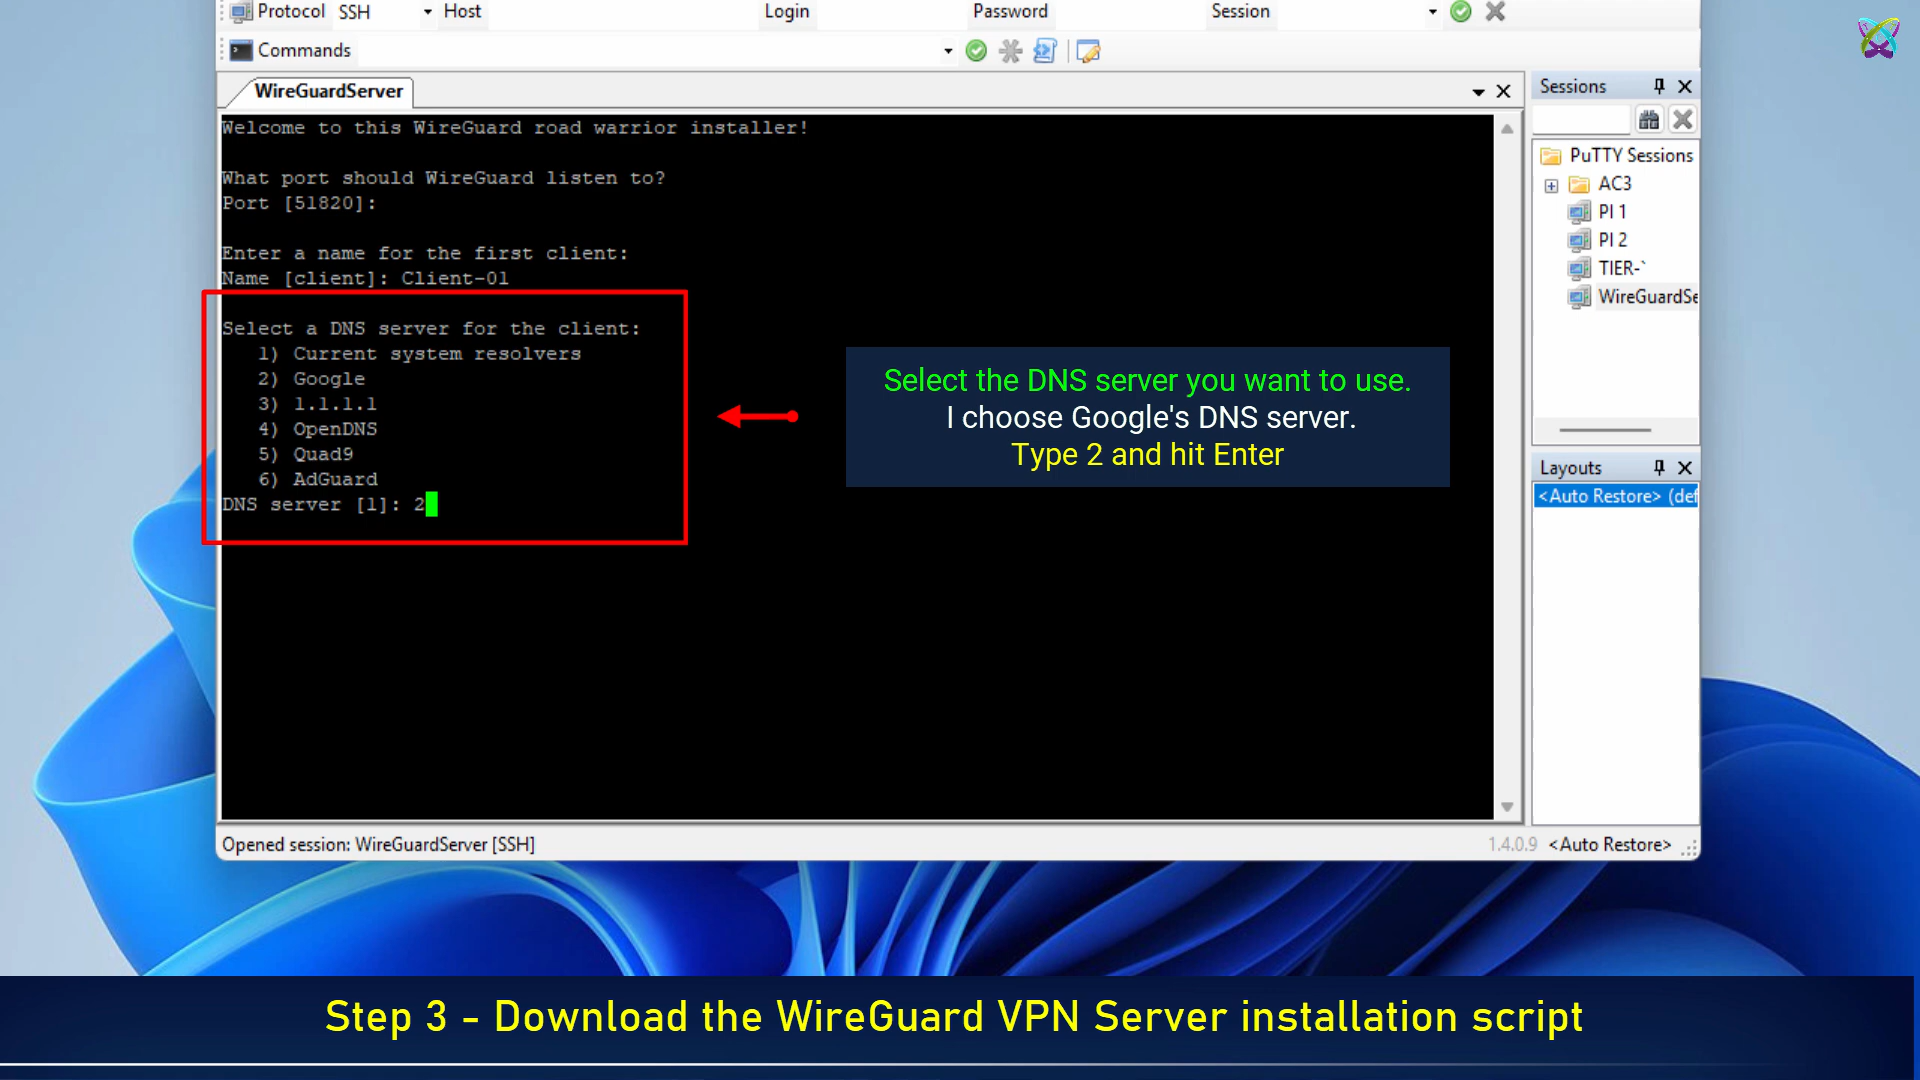 Protocol SSH Host Login Password Session
Commands
WireGuardServer
Welcome to this WireGuard road warrior installer!
What port should WireGuard listen to?
Port [51820]:
Enter a name for the first client:
Name [client]: Client-01
Select a DNS server for the client:
1) Current system resolvers
2) Google
3) 1.1.1.1
4) OpenDNS
5) Quad9
6) AdGuard
DNS server [1]: 2
Select the DNS server you want to use.
I choose Google's DNS server.
Type 2 and hit Enter
Sessions
PuTTY Sessions
AC3
PI 1
PI 2
TIER-`
WireGuardSe
Layouts
<Auto Restore> (def
Opened session: WireGuardServer [SSH]
1.4.0.9 <Auto Restore>
Step 3 - Download the WireGuard VPN Server installation script